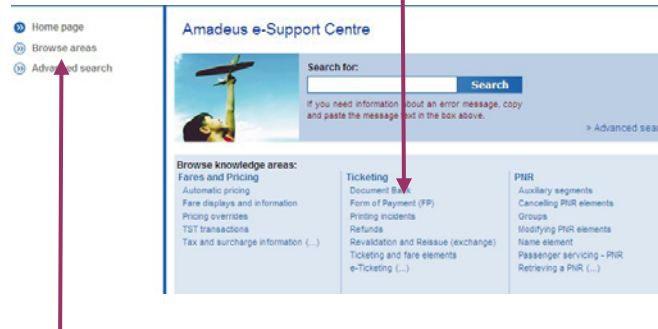 Home page
Browse areas
Advanced search
Amadeus e-Support Centre
Search for:
Search
If you need information about an error message, copy
and paste the message text in the box above.
> Advanced sear
Browse knowledge areas:
Fares and Pricing
Automatic pricing
Fare displays and information
Pricing overrides
TST transactions
Tax and surcharge information (...)
Ticketing
Document Bank
Form of Payment (FP)
Printing incidents
Refunds
Revalidation and Reissue (exchange)
Ticketing and fare elements
e-Ticketing (...)
PNR
Auxiliary segments
Cancelling PNR elements
Groups
Modifying PNR elements
Name element
Passenger servicing - PNR
Retrieving a PNR (...)